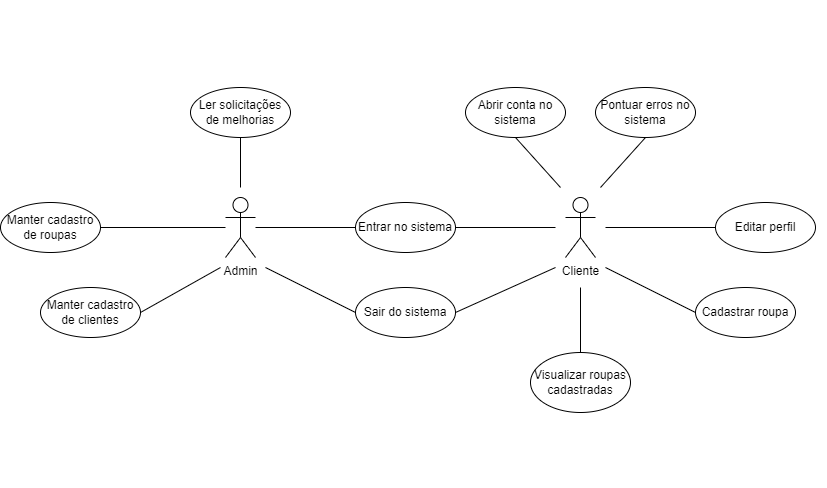 Ler solicitações
de melhorias
Abrir conta no
sistema
Pontuar erros no
sistema
Manter cadastro
de roupas
Entrar no sistema
Editar perfil
Admin
Cliente
Manter cadastro
de clientes
Sair do sistema
Cadastrar roupa
Visualizar roupas
cadastradas